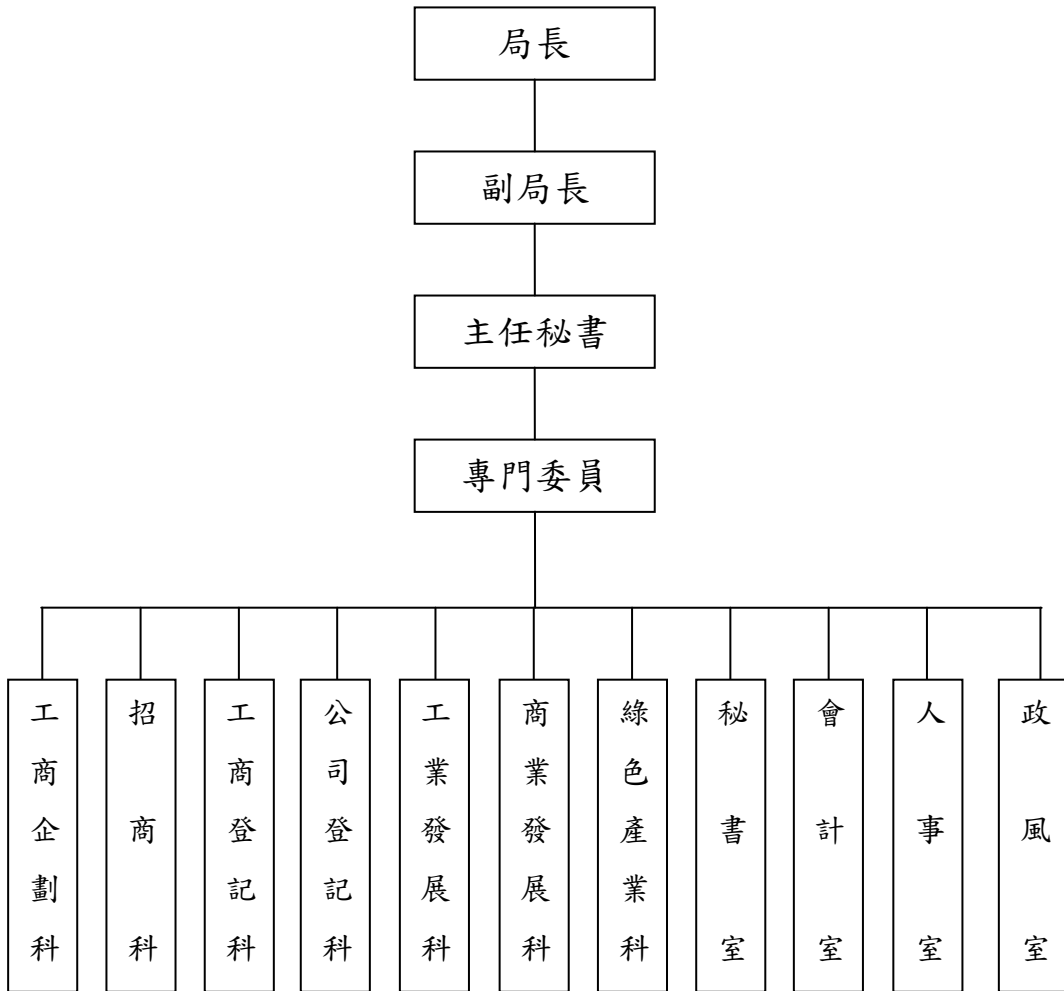 局長
副局長
主任秘書
專門委員
工商企劃科
招商科
工商登記科
公司登記科
工業發展科
商業發展科
綠色產業科
秘書室
會計室
人事室
政風室